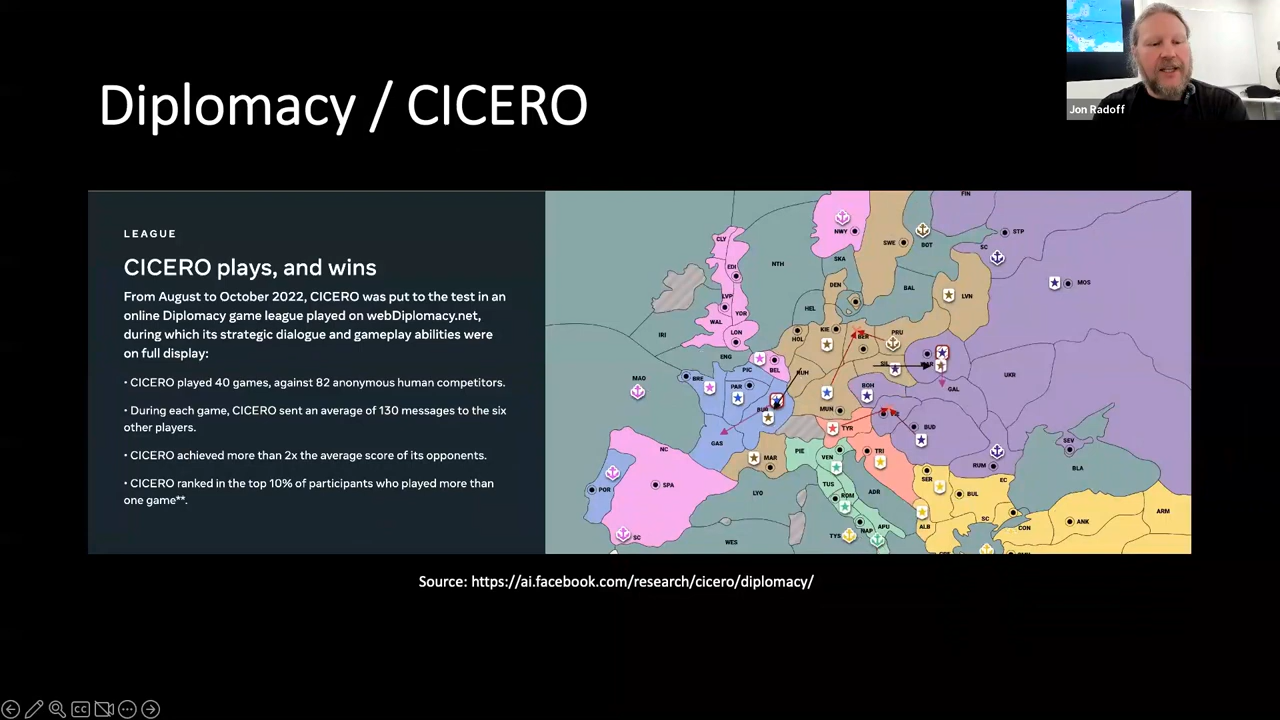 Diplomacy / CICERO
Jon Radoff
LEAGUE
CICERO plays, and wins
From August to October 2022, CICERO was put to the test in an
online Diplomacy game league played on webDiplomacy.net,
during which its strategic dialogue and gameplay abilities were
on full display:
• CICERO played 40 games, against 82 anonymous human competitors.
• During each game, CICERO sent an average of 130 messages to the six
other players.
• CICERO achieved more than 2x the average score of its opponents.
• CICERO ranked in the top 10% of participants who played more than
one game**.
FIN
NWY
STP
CLY
SWE
BOT
SC
NTH
SKA
EDI
MOS
DEN
BAL
LVN
LVP
YOR
HEL
WAL
KIE
PRU
IRI
LON
HOL
BER
ENG
BEL
SIL
WAR
PIC
RUH
UKR
MAO
BRE
PAR
BOH
GAL
BUR
MUN
GAS
TYR
BUD
SEV
NC
PIE
VEN
TRI
RUM
BLA
MAR
POR
SPA
TUS
SER
EC
LYO
ADR
BUL
ROM
ARM
SC
ANK
ALB
CON
APU
NAP
SC
WES
TYS
Source: https://ai.facebook.com/research/cicero/diplomacy/
CC